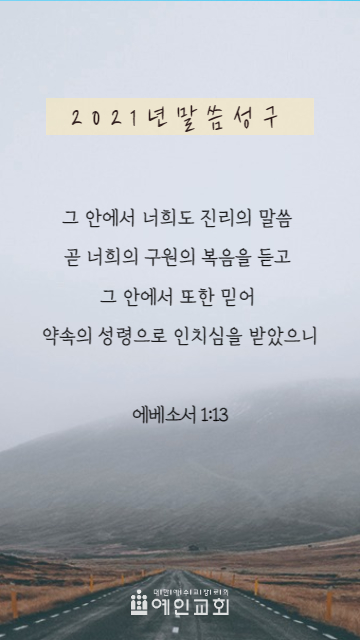 2021년말씀성구
그 안에서 너희도 진리의 말씀
곧 너희의 구원의 복음을 듣고
그 안에서 또한 믿어
약속의 성령으로 인치심을 받았으니
에베소서 1:13
예인교회